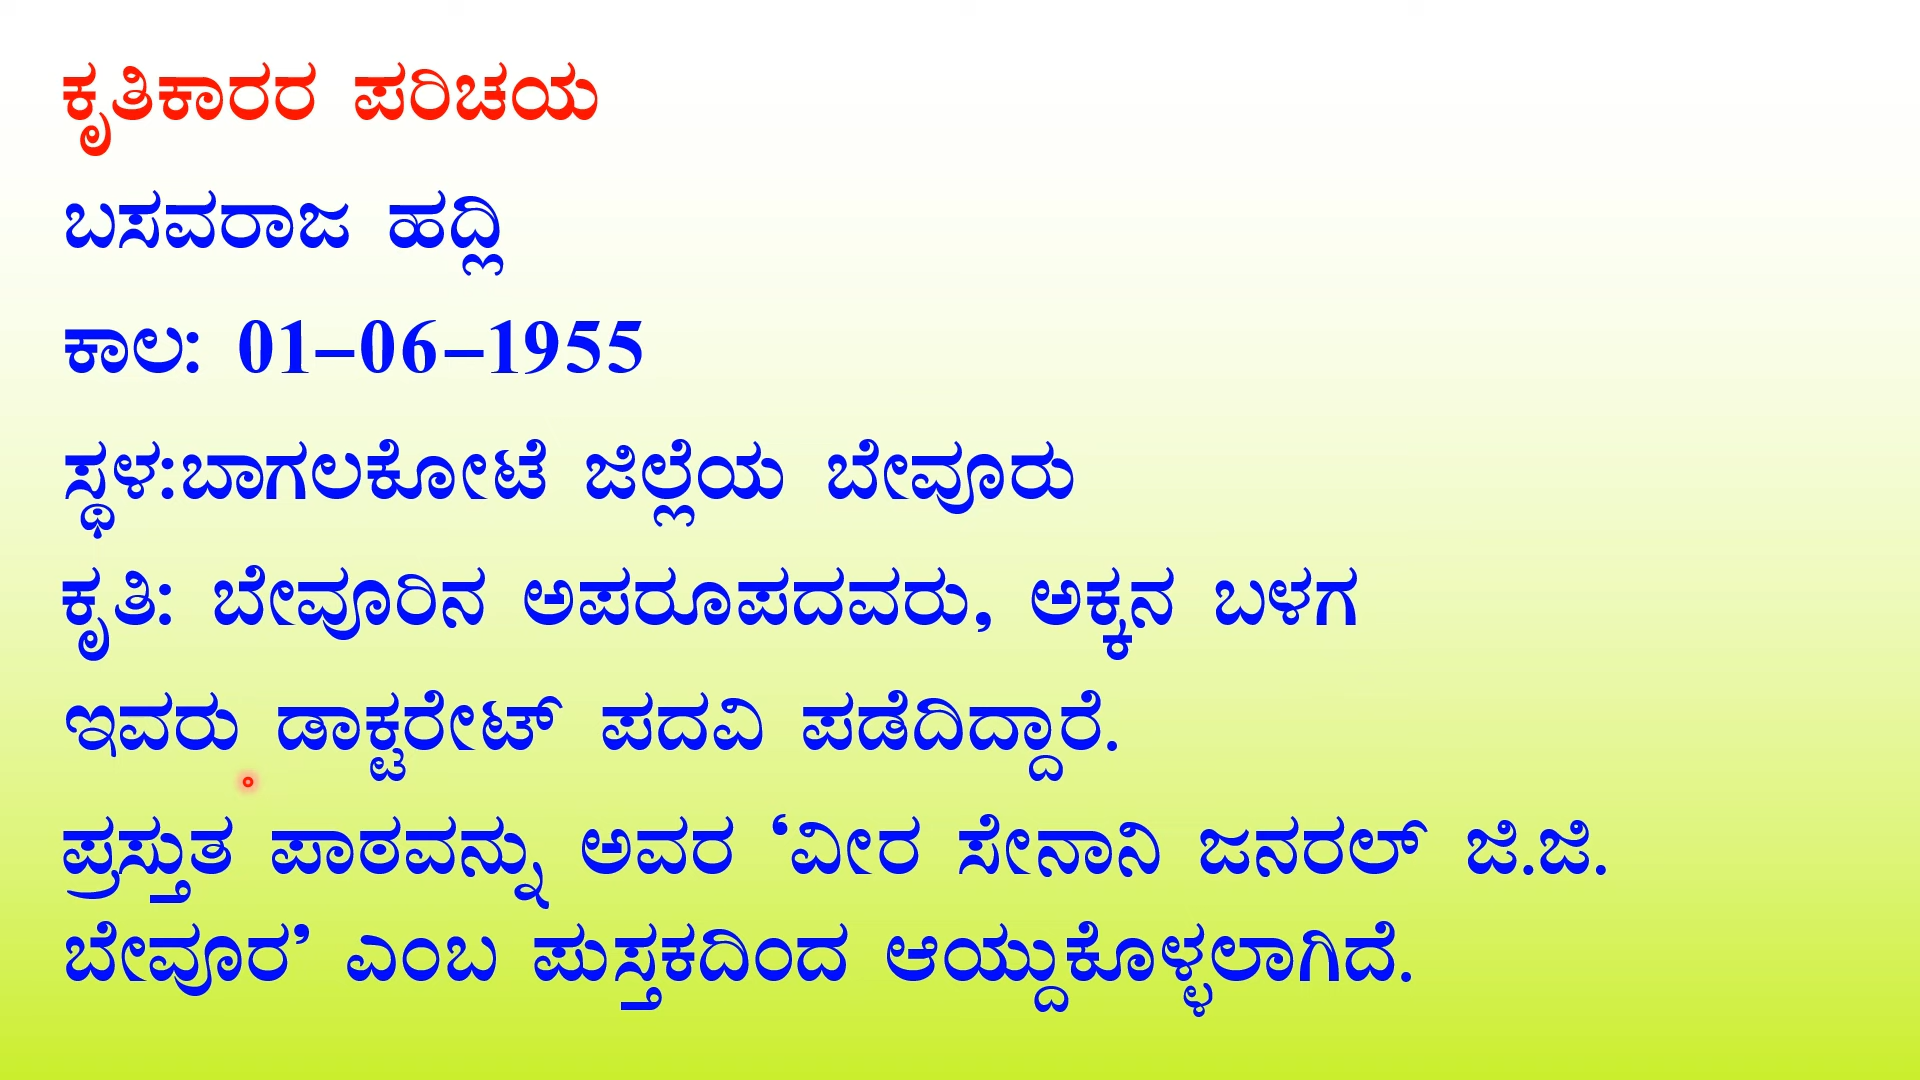 ಕೃತಿಕಾರರ ಪರಿಚಯ
ಬಸವರಾಜ ಹದ್ಲಿ
ಕಾಲ: 01-06-1955
ಸ್ಥಳ:ಬಾಗಲಕೋಟೆ ಜಿಲ್ಲೆಯ ಬೇವೂರು
ಕೃತಿ: ಬೇವೂರಿನ ಅಪರೂಪದವರು, ಅಕ್ಕನ ಬಳಗ
ಇವರು ಡಾಕ್ಟರೇಟ್ ಪದವಿ ಪಡೆದಿದ್ದಾರೆ.
ಪ್ರಸ್ತುತ ಪಾಠವನ್ನು ಅವರ ‘ವೀರ ಸೇನಾನಿ ಜನರಲ್ ಜಿ.ಜಿ.
ಬೇವೂರ’ ಎಂಬ ಪುಸ್ತಕದಿಂದ ಆಯ್ದುಕೊಳ್ಳಲಾಗಿದೆ.